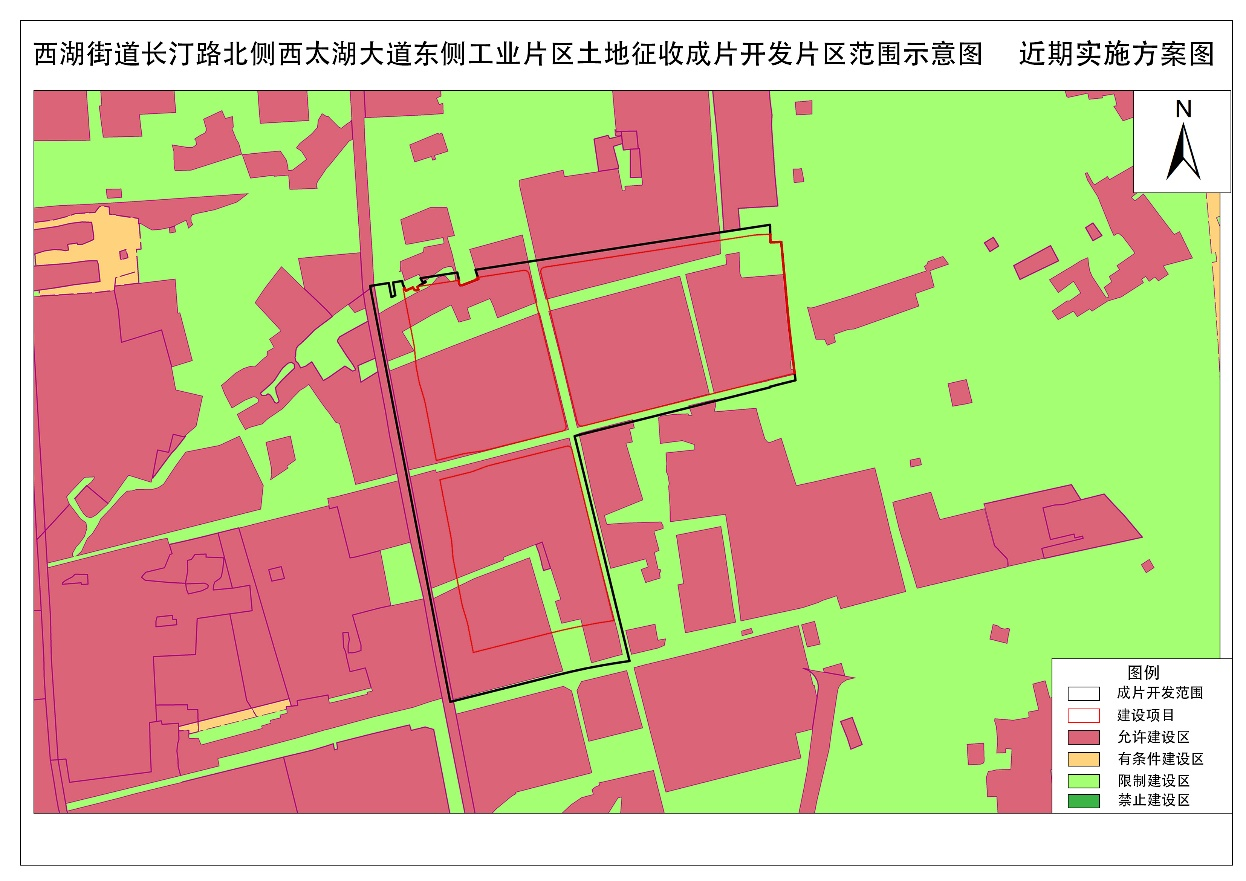 西湖街道长汀路北侧西太湖大道东侧工业片区土地征收成片开发片区范围示意图 近期实施方案图
N
图例
成片开发范围
建设项目
允许建设区
有条件建设区
限制建设区
禁止建设区